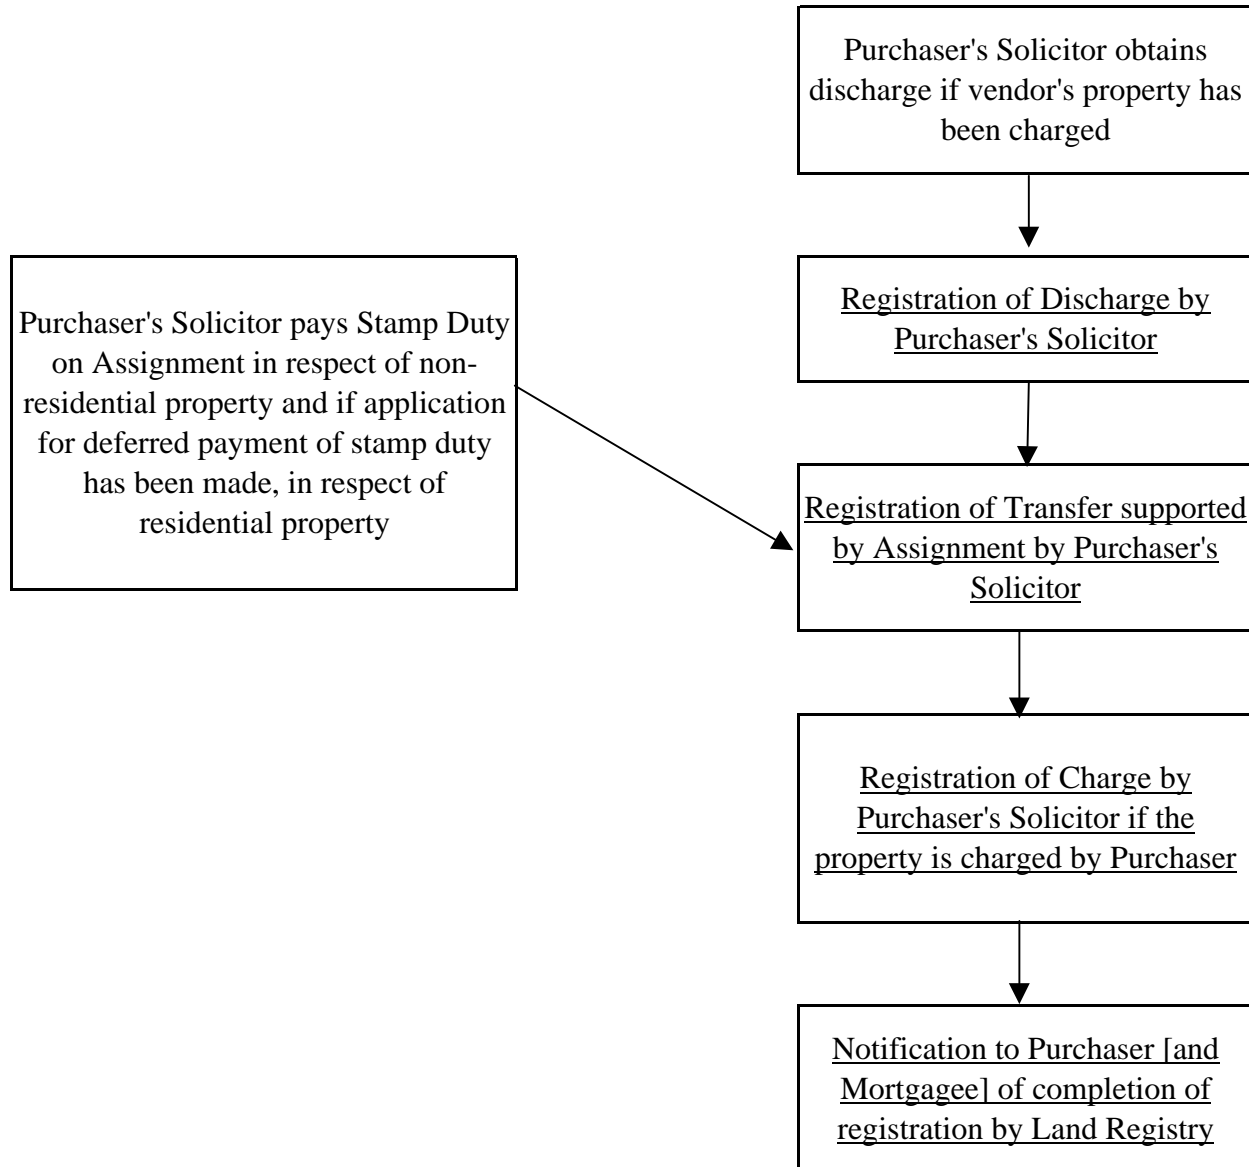 Purchaser's Solicitor obtains
discharge if vendor's property has
been charged
Registration of Discharge by
Purchaser's Solicitor
Purchaser's Solicitor pays Stamp Duty
on Assignment in respect of non-
residential property and if application
for deferred payment of stamp duty
has been made, in respect of
residential property
Registration of Transfer supported
by Assignment by Purchaser's
Solicitor
Registration of Charge by
Purchaser's Solicitor if the
property is charged by Purchaser
Notification to Purchaser [and
Mortgagee] of completion of
registration by Land Registry